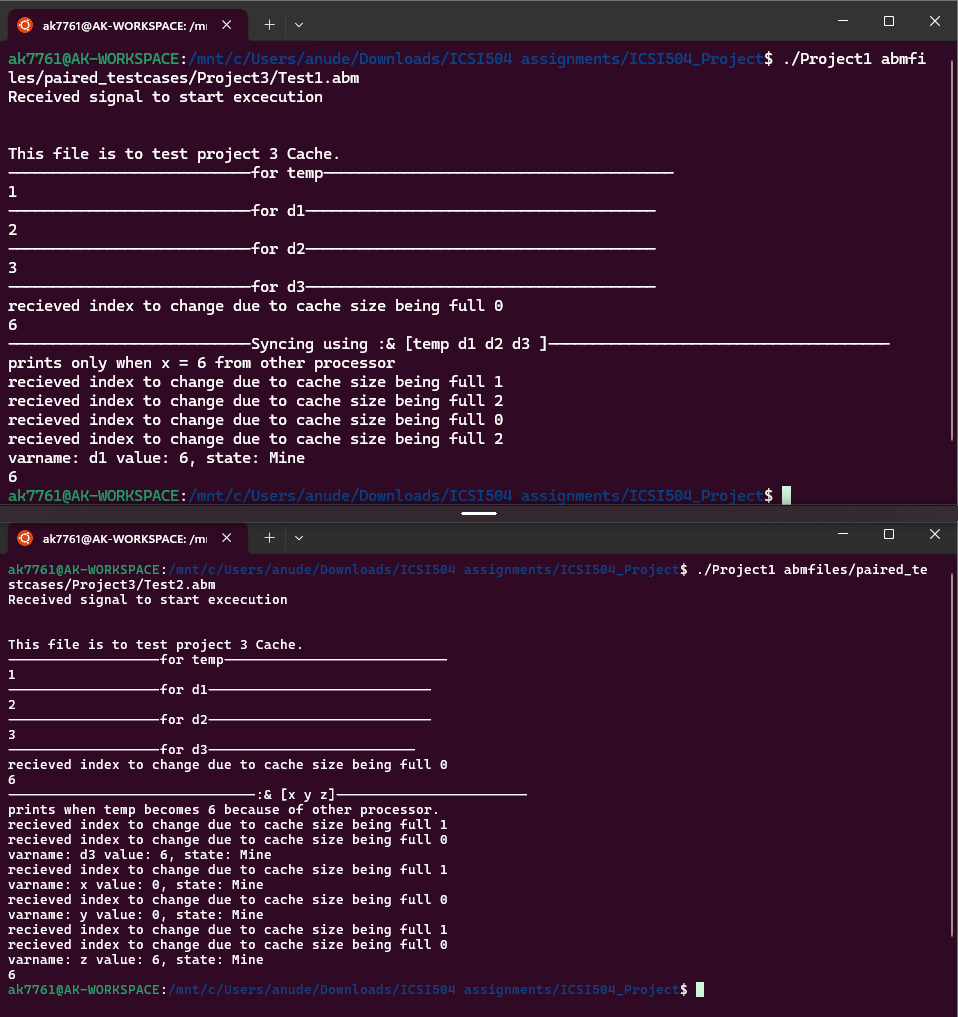 ak7761@AK-WORKSPACE: /mı
ak7761@AK-WORKSPACE:/mnt/c/Users/anude/Downloads/ICSI504 assignments/ICSI504_Project$ ./Project1 abmfi
les/paired_testcases/Project3/Test1.abm
Received signal to start excecution
This file is to test project 3 Cache.
———————————————————————————for temp———————————————————————————————————————
1
———————————————————————————for d1———————————————————————————————————————
2
———————————————————————————for d2———————————————————————————————————————
3
———————————————————————————for d3———————————————————————————————————————
recieved index to change due to cache size being full 0
6
———————————————————————————Syncing using :& [temp d1 d2 d3 ]——————————————————————————————————————
prints only when x = 6 from other processor
recieved index to change due to cache size being full 1
recieved index to change due to cache size being full 2
recieved index to change due to cache size being full 0
recieved index to change due to cache size being full 2
varname: d1 value: 6, state: Mine
6
ak7761@AK-WORKSPACE:/mnt/c/Users/anude/Downloads/ICSI504 assignments/ICSI504_Project$
ak7761@AK-WORKSPACE: /mı
ak7761@AK-WORKSPACE:/mnt/c/Users/anude/Downloads/ICSI504 assignments/ICSI504_Project$ ./Project1 abmfiles/paired_te
stcases/Project3/Test2.abm
Received signal to start excecution
This file is to test project 3 Cache.
———————————————————for temp————————————————————————————
1
———————————————————for d1————————————————————————————
2
———————————————————for d2————————————————————————————
3
———————————————————for d3——————————————————————————
recieved index to change due to cache size being full 0
6
———————————————————————————————:& [x y z]————————————————————————
prints when temp becomes 6 because of other processor.
recieved index to change due to cache size being full 1
recieved index to change due to cache size being full 0
varname: d3 value: 6, state: Mine
recieved index to change due to cache size being full 1
varname: x value: 0, state: Mine
recieved index to change due to cache size being full 0
varname: y value: 0, state: Mine
recieved index to change due to cache size being full 1
recieved index to change due to cache size being full 0
varname: z value: 6, state: Mine
6
ak7761@AK-WORKSPACE:/mnt/c/Users/anude/Downloads/ICSI504 assignments/ICSI504_Project$